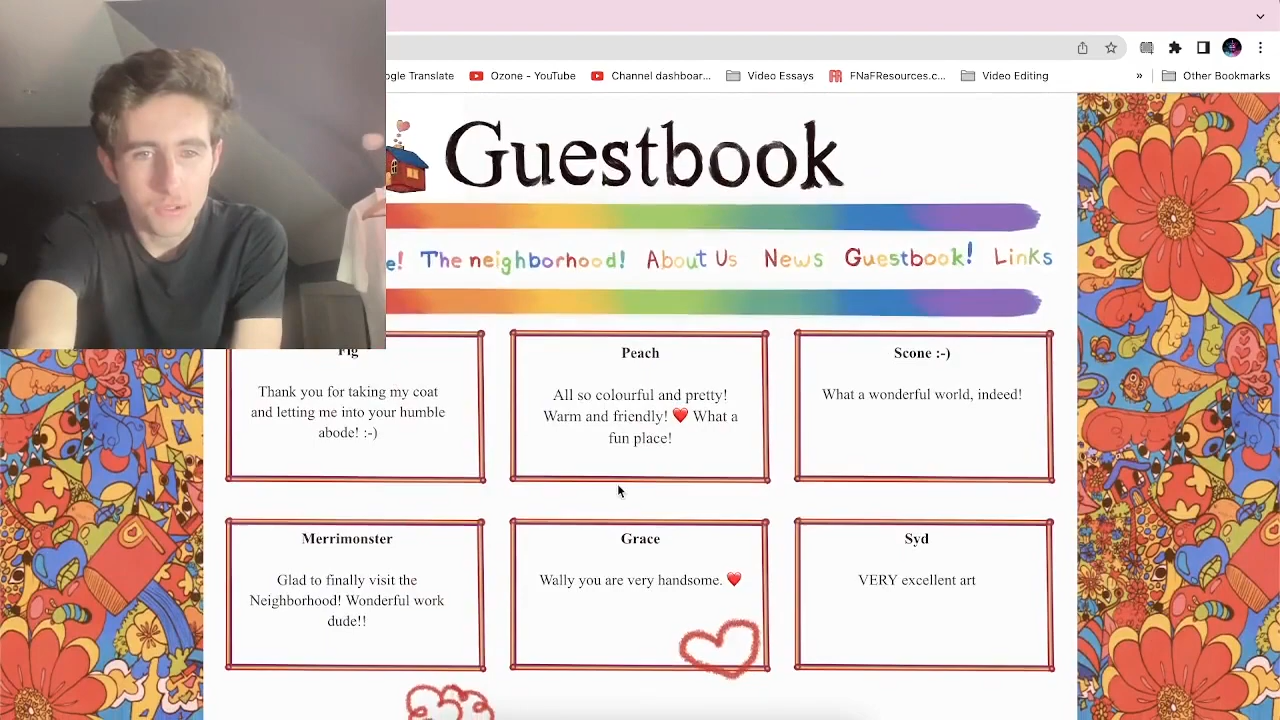 ogle Translate
Ozone - YouTube
Channel dashboar...
Video Essays
FNaFResources.c...
Video Editing
»
Other Bookmarks
Guestbook
e!
The neighborhood!
About Us
News
Guestbook!
Links
Fig
Thank you for taking my coat
and letting me into your humble
abode! :-)
Peach
All so colourful and pretty!
Warm and friendly! ❤️ What a
fun place!
Scone :-)
What a wonderful world, indeed!
Merrimonster
Glad to finally visit the
Neighborhood! Wonderful work
dude!!
Grace
Wally you are very handsome. ❤️
Syd
VERY excellent art